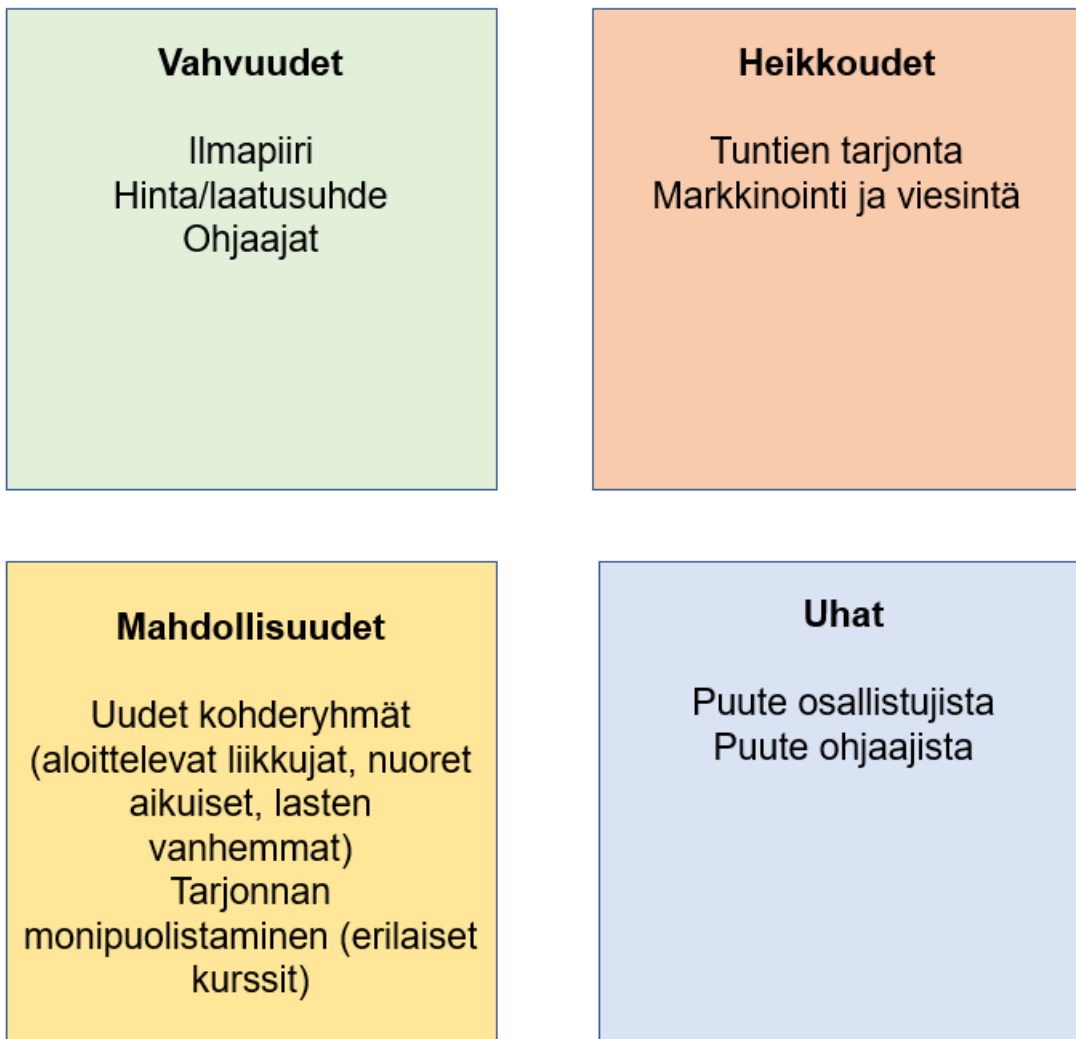 Vahvuudet
Ilmapiiri
Hinta/laatusuhde
Ohjaajat
Heikkoudet
Tuntien tarjonta
Markkinointi ja viesintä
Mahdollisuudet
Uudet kohderyhmät
(aloittelevat liikkujat, nuoret
aikuiset, lasten
vanhemmat)
Tarjonnan
monipuolistaminen (erilaiset
kurssit)
Uhat
Puute osallistujista
Puute ohjaajista